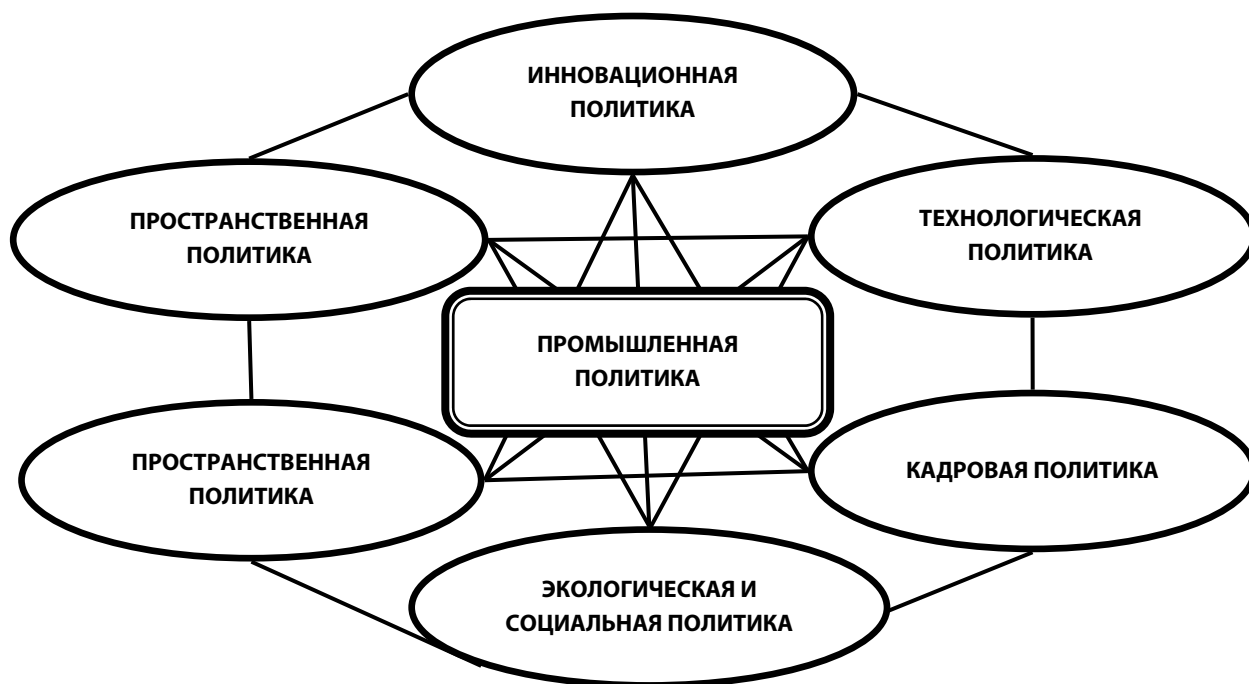 ИННОВАЦИОННАЯ
ПОЛИТИКА
ПРОСТРАНСТВЕННАЯ
ПОЛИТИКА
ТЕХНОЛОГИЧЕСКАЯ
ПОЛИТИКА
ПРОМЫШЛЕННАЯ
ПОЛИТИКА
ПРОСТРАНСТВЕННАЯ
ПОЛИТИКА
КАДРОВАЯ ПОЛИТИКА
ЭКОЛОГИЧЕСКАЯ И
СОЦИАЛЬНАЯ ПОЛИТИКА